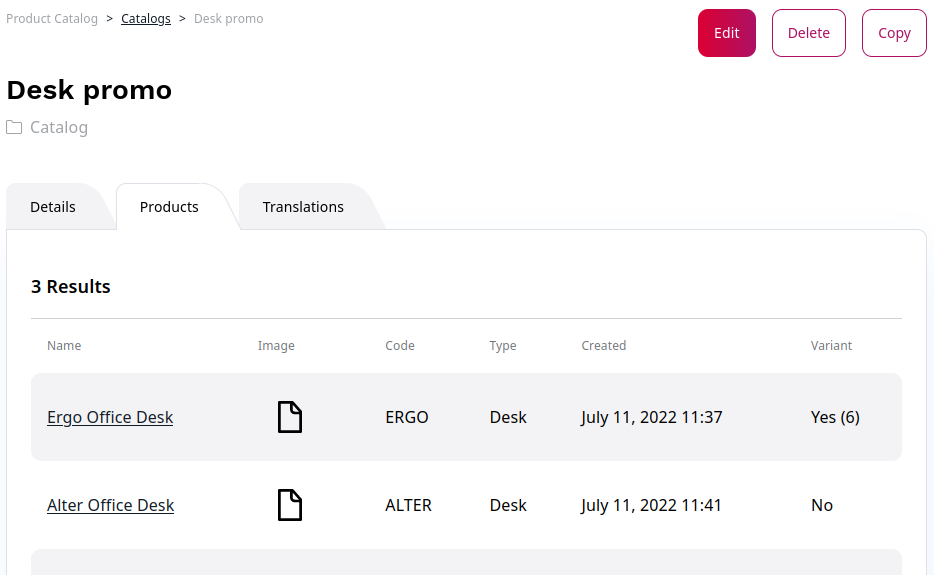 Product Catalog > Catalogs > Desk promo
Edit Delete Copy
Desk promo
Catalog
Details Products Translations
3 Results
Name Image Code Type Created Variant
Ergo Office Desk ERGO Desk July 11, 2022 11:37 Yes (6)
Alter Office Desk ALTER Desk July 11, 2022 11:41 No